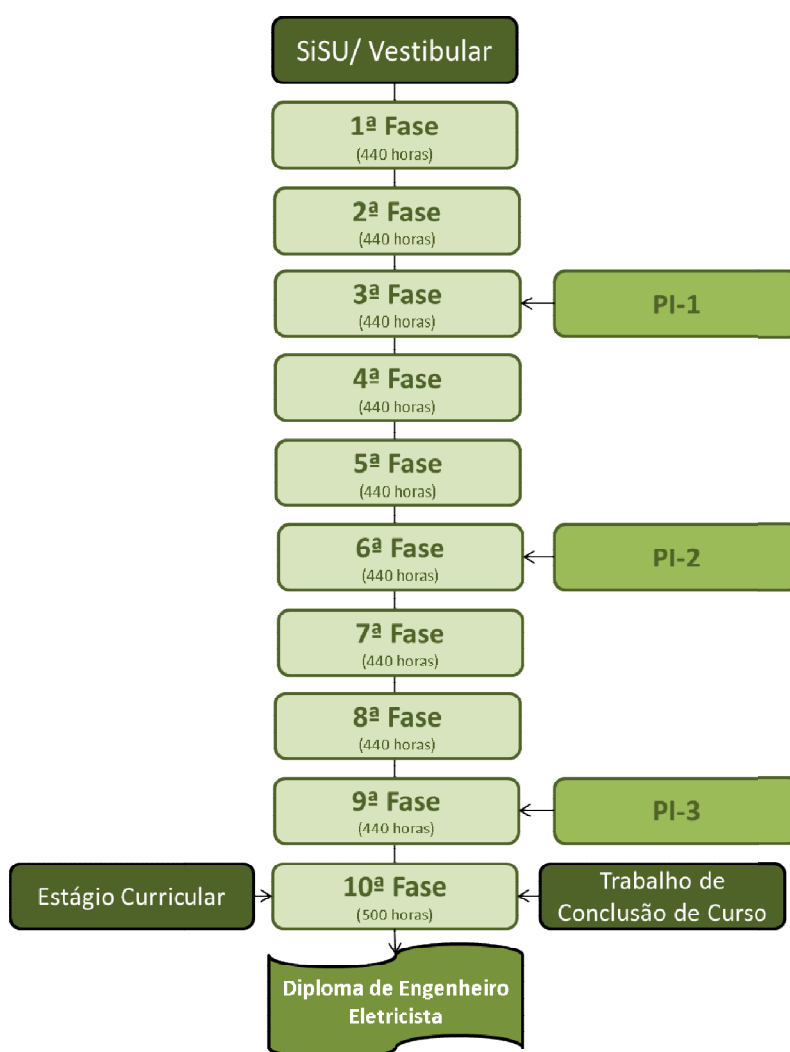 SiSU/ Vestibular
1ª Fase
(440 horas)
2ª Fase
(440 horas)
3ª Fase
(440 horas)
PI-1
4ª Fase
(440 horas)
5ª Fase
(440 horas)
6ª Fase
(440 horas)
PI-2
7ª Fase
(440 horas)
8ª Fase
(440 horas)
9ª Fase
(440 horas)
PI-3
Estágio Curricular
10ª Fase
(500 horas)
Trabalho de
Conclusão de Curso
Diploma de Engenheiro
Eletricista